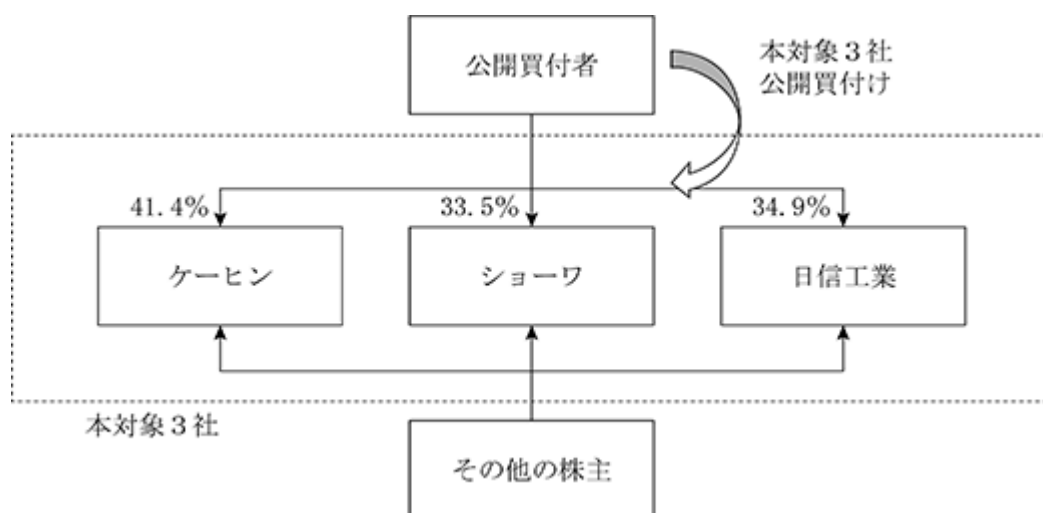 公開買付者
本対象３社
公開買付け
41.4%
33.5%
34.9%
ケーヒン
ショーワ
日信工業
本対象３社
その他の株主